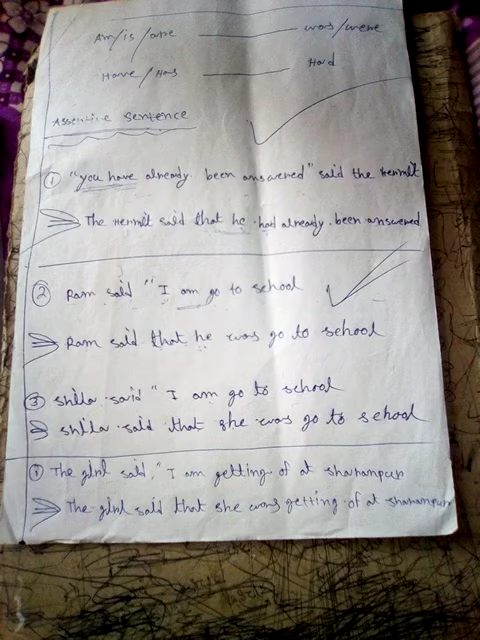 Am/is/are — was/were
Have/Has — Had
Assertive sentence
① "you have already been answered" said the Hermit
The Hermit said that he had already been answered
② Ram said "I am go to school
Ram said that he was go to school
③ Shila said "I am go to school
Shila said that she was go to school
① The girl said, "I am getting of at Sharanpur
The girl said that she was getting of at Sharanpur